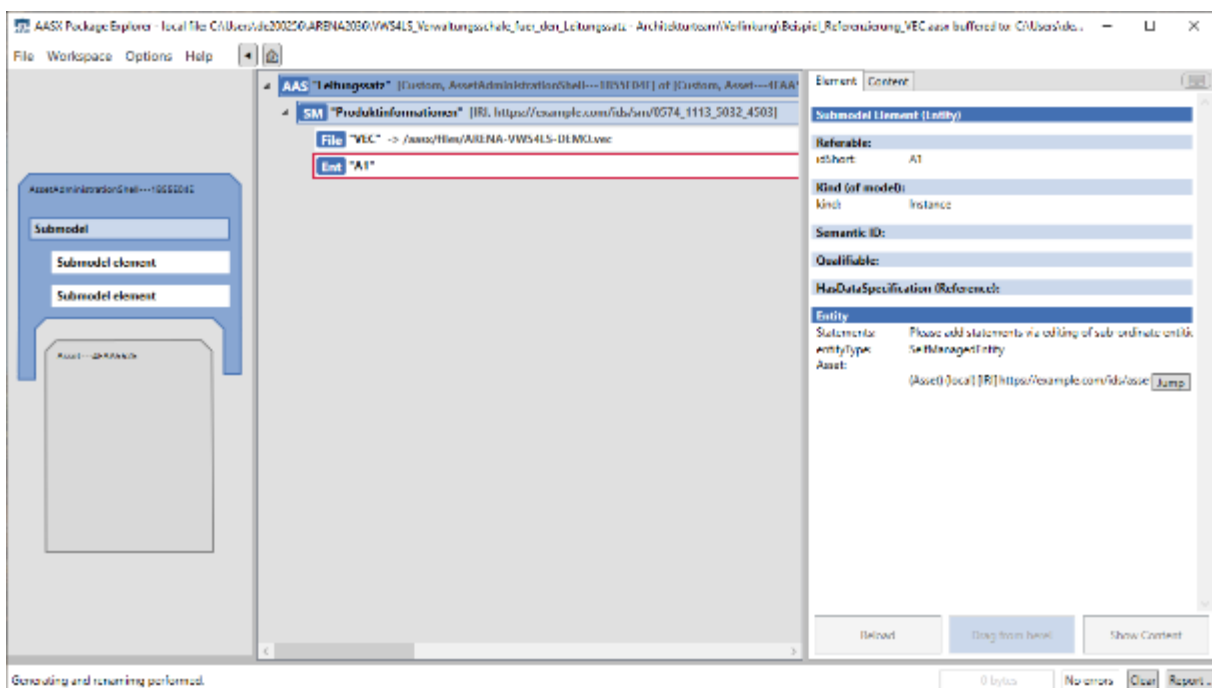 AASX Package Explorer - local file: C:\Users\de200250\ARENA2036\VWS4LS_Verwaltungsschale_fuer_den_Leitungssatz - Architekturteam\Verlinkung\Beispiel_Referenzierung_VEC.aasx buffered to: C:\Users\de...
File Workspace Options Help
AAS "Leitungssatz" [Custom, AssetAdministrationShell---1B55E04E] of [Custom,
SM "Produktinformationen" [IRI, https://example.com/ids/sm/0574_1113_5032_4503]
File "VEC" -> /aasx/files/ARENA-VWS4LS-DEMO.vec
Ent "A1"
Submodel
Submodel element
Submodel element
Element Content
Submodel Element (Entity)
Referable:
idShort: A1
Kind (of model):
kind: Instance
Semantic ID:
Qualifiable:
HasDataSpecification (Reference):
Entity
Statements: Please add statements via editing of sub-ordinate entitie
entityType: SelfManagedEntity
Asset:
(Asset) (local) [IRI] https://example.com/ids/asse Jump
Reload Drag from here! Show Content
Generating and renaming performed. 0 bytes No errors Clear Report..